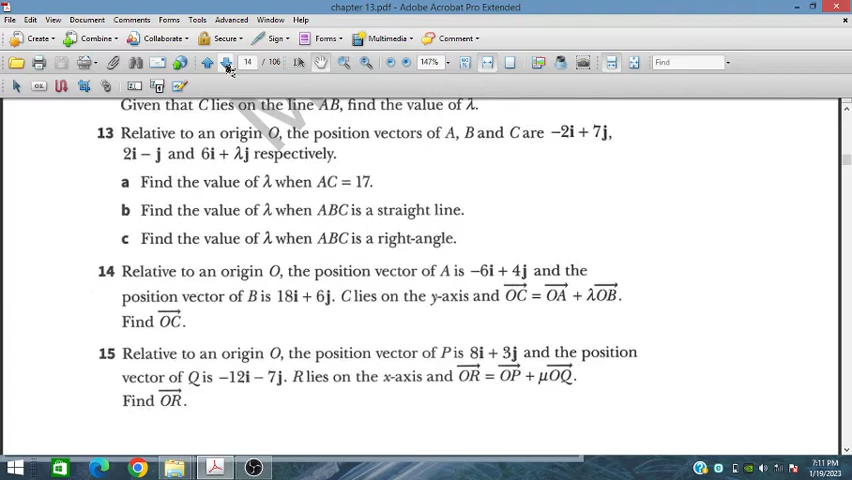 chapter 13.pdf - Adobe Acrobat Pro Extended
File Edit View Document Comments Forms Tools Advanced Window Help
Create Combine Collaborate Secure Sign Forms Multimedia Comment
14 / 106 147% Find
Given that C lies on the line AB, find the value of λ.
13 Relative to an origin O, the position vectors of A, B and C are −2i + 7j,
2i − j and 6i + λj respectively.
a Find the value of λ when AC = 17.
b Find the value of λ when ABC is a straight line.
c Find the value of λ when ABC is a right-angle.
14 Relative to an origin O, the position vector of A is −6i + 4j and the
position vector of B is 18i + 6j. C lies on the y-axis and OC = OA + λOB.
Find OC.
15 Relative to an origin O, the position vector of P is 8i + 3j and the position
vector of Q is −12i − 7j. R lies on the x-axis and OR = OP + μOQ.
Find OR.
7:11 PM
1/19/2023